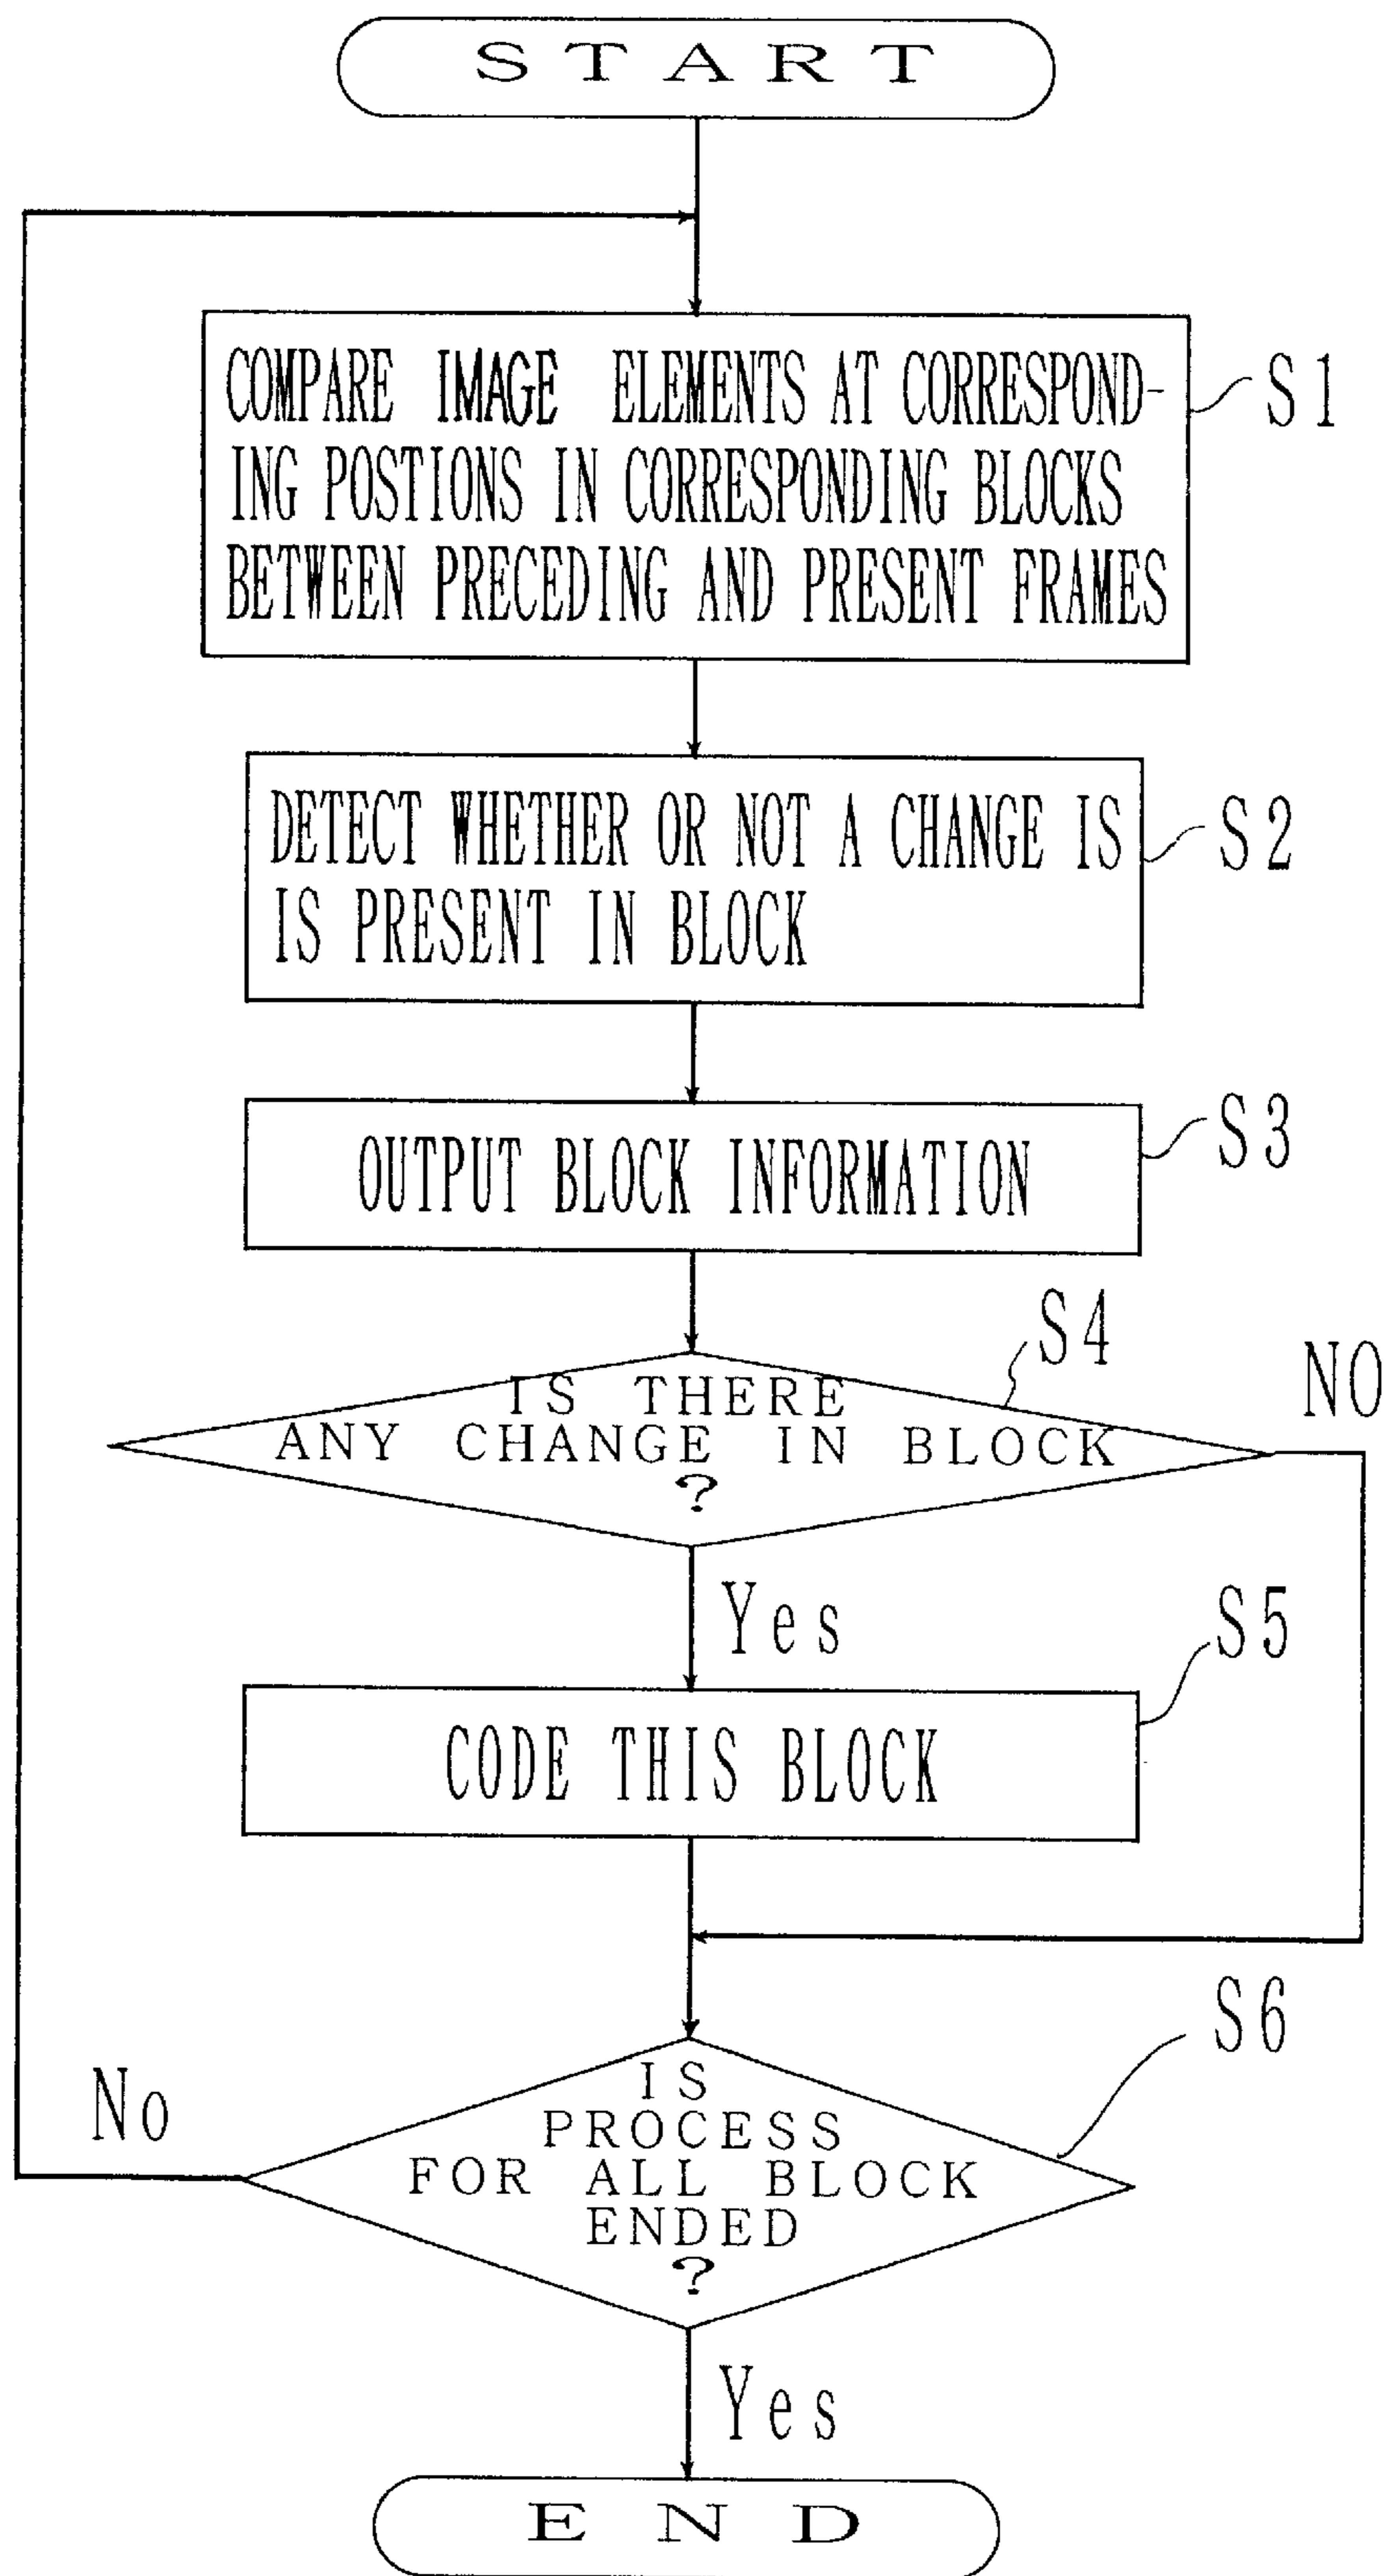 START
COMPARE IMAGE ELEMENTS AT CORRESPOND-
ING POSTIONS IN CORRESPONDING BLOCKS
BETWEEN PRECEDING AND PRESENT FRAMES
S1
DETECT WHETHER OR NOT A CHANGE IS
IS PRESENT IN BLOCK
S2
OUTPUT BLOCK INFORMATION
S3
IS THERE
ANY CHANGE IN BLOCK
?
S4
NO
Yes
CODE THIS BLOCK
S5
IS
PROCESS
FOR ALL BLOCK
ENDED
?
S6
No
Yes
END